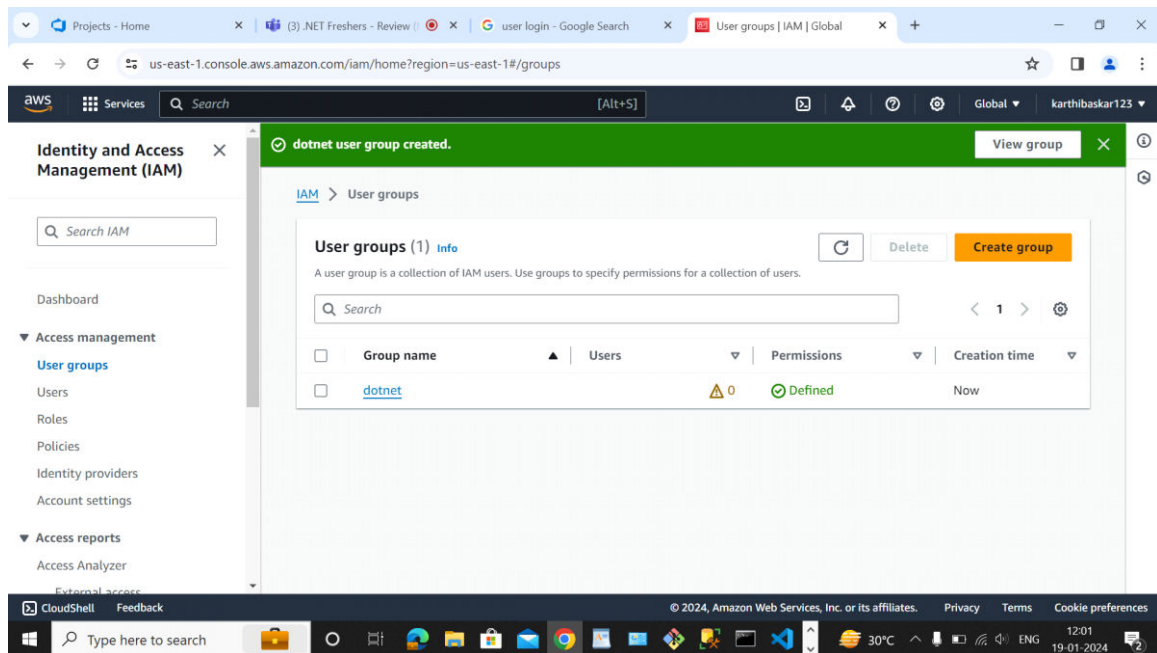 Projects - Home
(3) .NET Freshers - Review (
user login - Google Search
User groups | IAM | Global
us-east-1.console.aws.amazon.com/iam/home?region=us-east-1#/groups
aws
Services
Search
[Alt+S]
Global
karthibaskar123
Identity and Access
Management (IAM)
Search IAM
Dashboard
Access management
User groups
Users
Roles
Policies
Identity providers
Account settings
Access reports
Access Analyzer
External access
dotnet user group created.
View group
IAM > User groups
User groups (1) Info
Delete
Create group
A user group is a collection of IAM users. Use groups to specify permissions for a collection of users.
Search
1
Group name
Users
Permissions
Creation time
dotnet
0
Defined
Now
CloudShell
Feedback
© 2024, Amazon Web Services, Inc. or its affiliates.
Privacy
Terms
Cookie preferences
Type here to search
30°C
ENG
12:01
19-01-2024
2